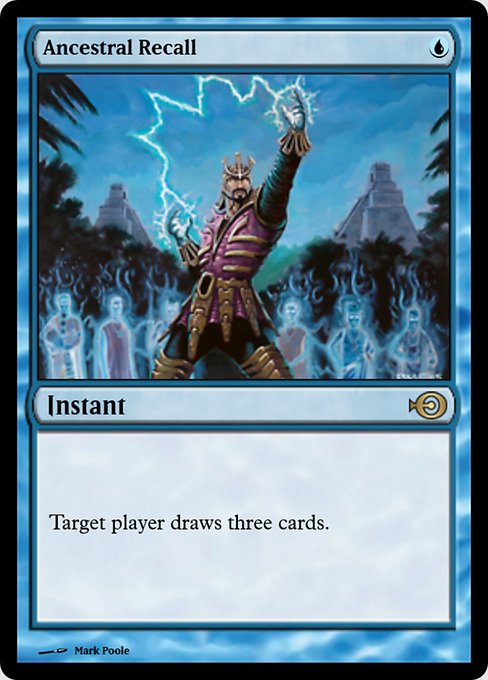 Ancestral Recall
Instant
Target player draws three cards.
Mark Poole